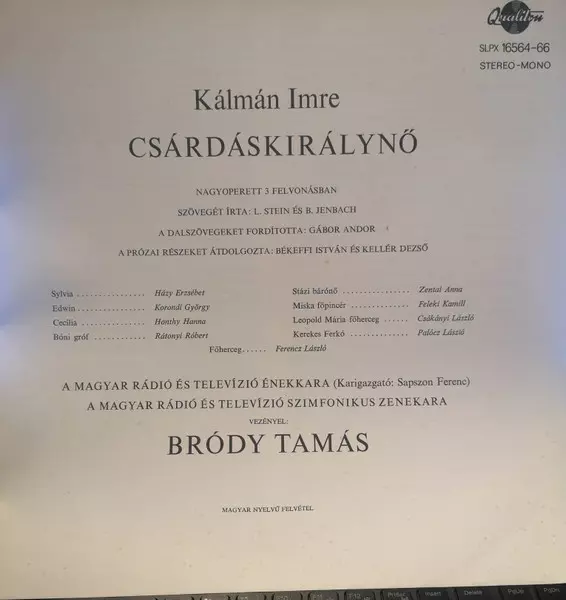 Qualiton
SLPX 16564-66
STEREO-MONO
Kálmán Imre
CSÁRDÁSKIRÁLYNŐ
NAGYOPERETT 3 FELVONÁSBAN
SZÖVEGÉT ÍRTA: L. STEIN ÉS B. JENBACH
A DALSZÖVEGEKET FORDÍTOTTA: GÁBOR ANDOR
A PRÓZAI RÉSZEKET ÁTDOLGOZTA: BÉKEFFI ISTVÁN ÉS KELLÉR DEZSŐ
Sylvia ................ Házy Erzsébet
Edwin ................ Korondi György
Cecília ................ Honthy Hanna
Bóni gróf ............. Rátonyi Róbert
Stázi bárónő ................ Zentai Anna
Miska főpincér ............... Feleki Kamill
Leopold Mária főherceg ...... Csákányi László
Kerekes Ferkó ............... Palócz László
Főherceg...... Ferencz László
A MAGYAR RÁDIÓ ÉS TELEVÍZIÓ ÉNEKKARA (Karigazgató: Sapszon Ferenc)
A MAGYAR RÁDIÓ ÉS TELEVÍZIÓ SZIMFONIKUS ZENEKARA
VEZÉNYEL:
BRÓDY TAMÁS
MAGYAR NYELVŰ FELVÉTEL
Insert Delete PgUp PgDn